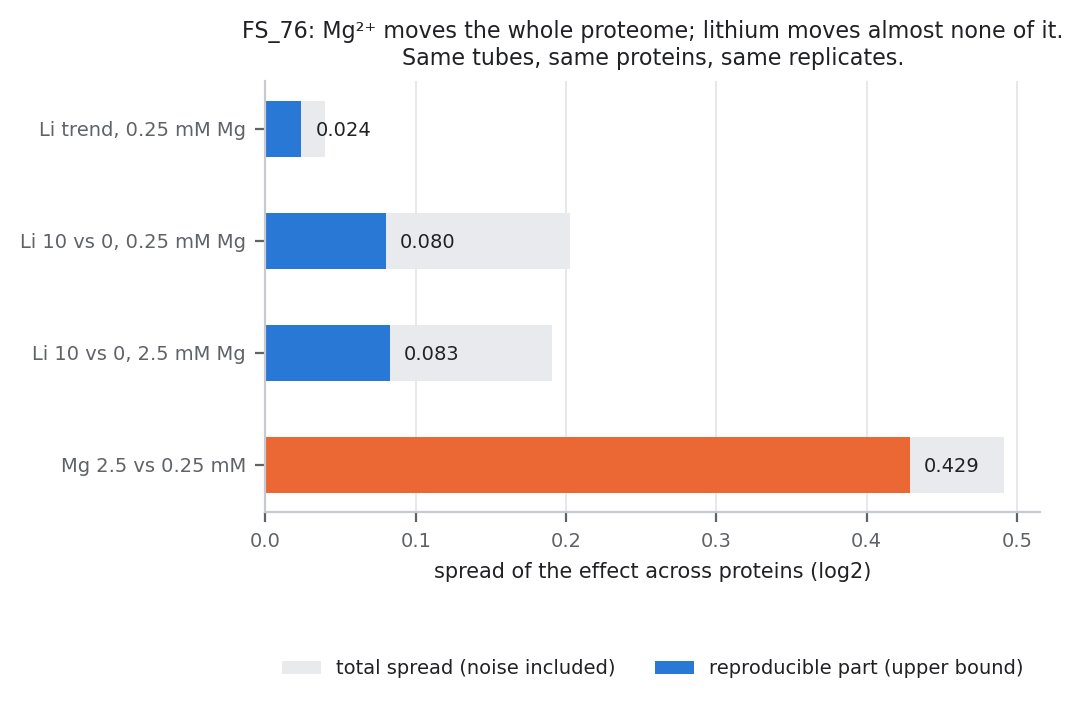 FS_76: Mg²⁺ moves the whole proteome; lithium moves almost none of it.
Same tubes, same proteins, same replicates.
Li trend, 0.25 mM Mg
0.024
Li 10 vs 0, 0.25 mM Mg
0.080
Li 10 vs 0, 2.5 mM Mg
0.083
Mg 2.5 vs 0.25 mM
0.429
0.0 0.1 0.2 0.3 0.4 0.5
spread of the effect across proteins (log2)
total spread (noise included) reproducible part (upper bound)